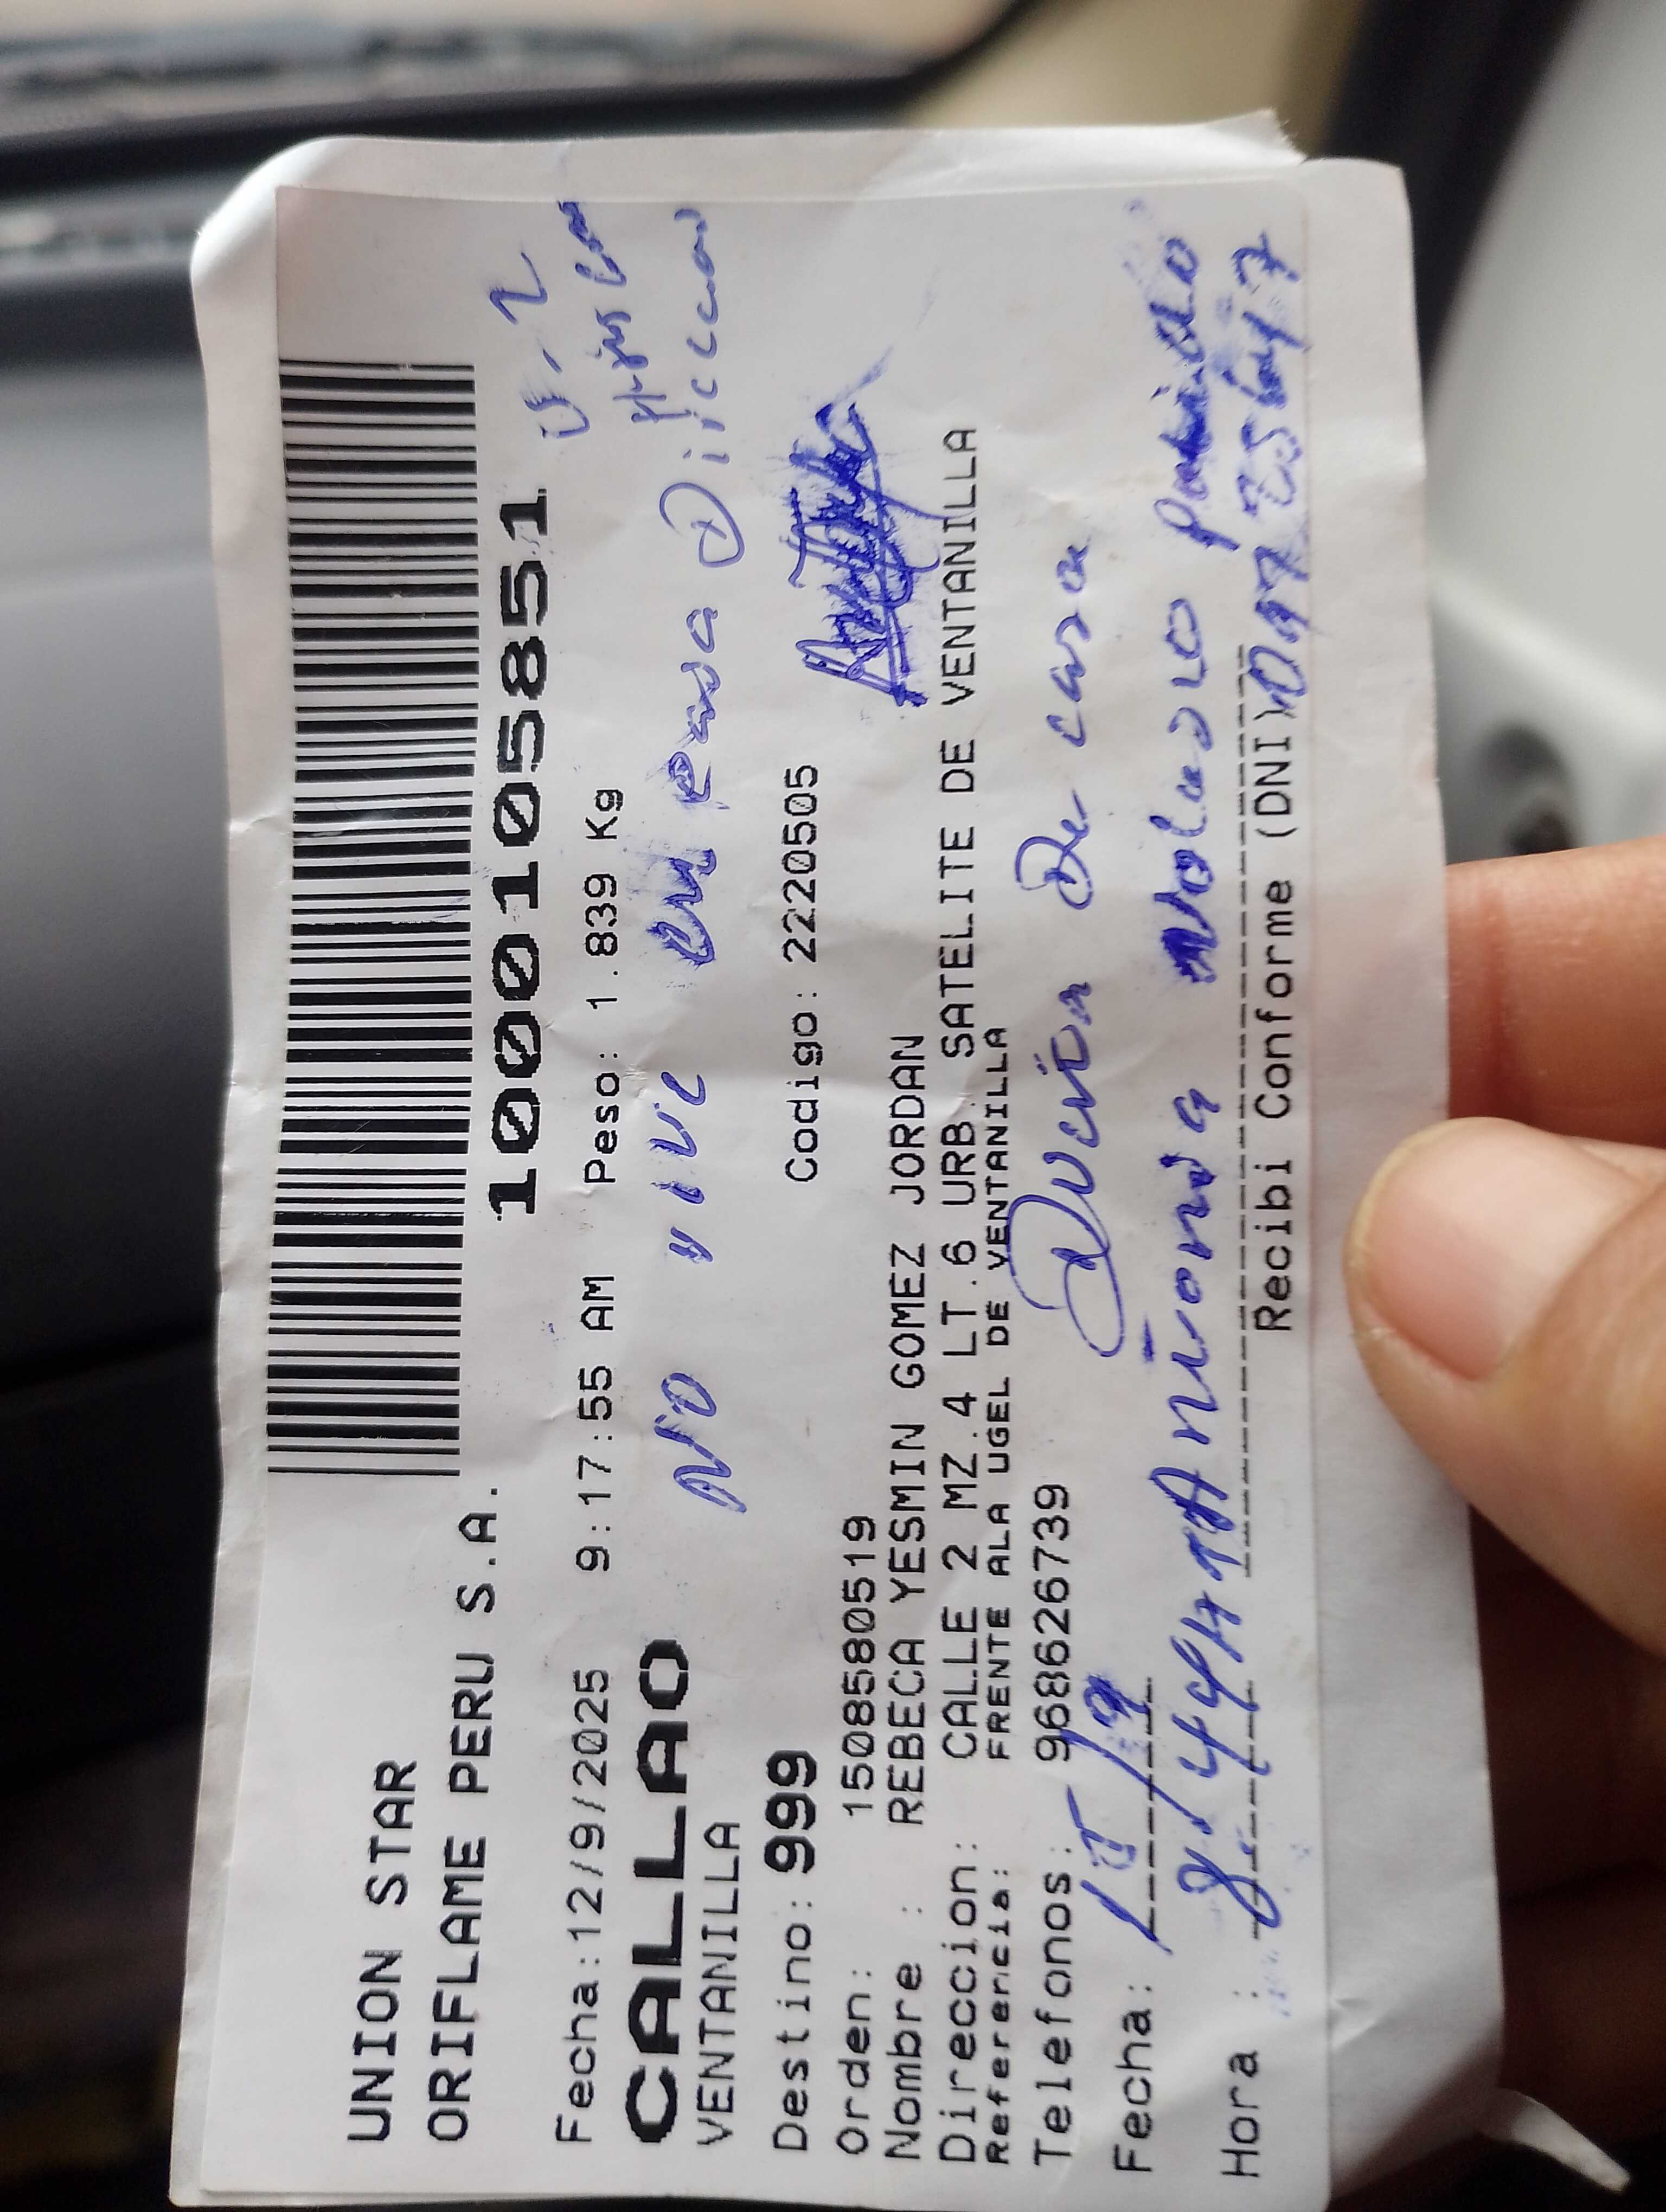 UNION STAR
ORIFLAME PERU S.A.
1000105851
Fecha:12/9/2025 9:17:55 AM Peso: 1.839 Kg
CALLAO
VENTANILLA
No vive en esa Direccion
Destino: 999 Codigo: 2220505
Orden: 15085580519
Nombre : REBECA YESMIN GOMEZ JORDAN
Direccion: CALLE 2 MZ.4 LT.6 URB. SATELITE DE VENTANILLA
Referencia: FRENTE ALA UGEL DE VENTANILLA
Telefonos: 968626739
Dueña De casa
Fecha: 15/9
Hora :
Recibi Conforme (DNI)